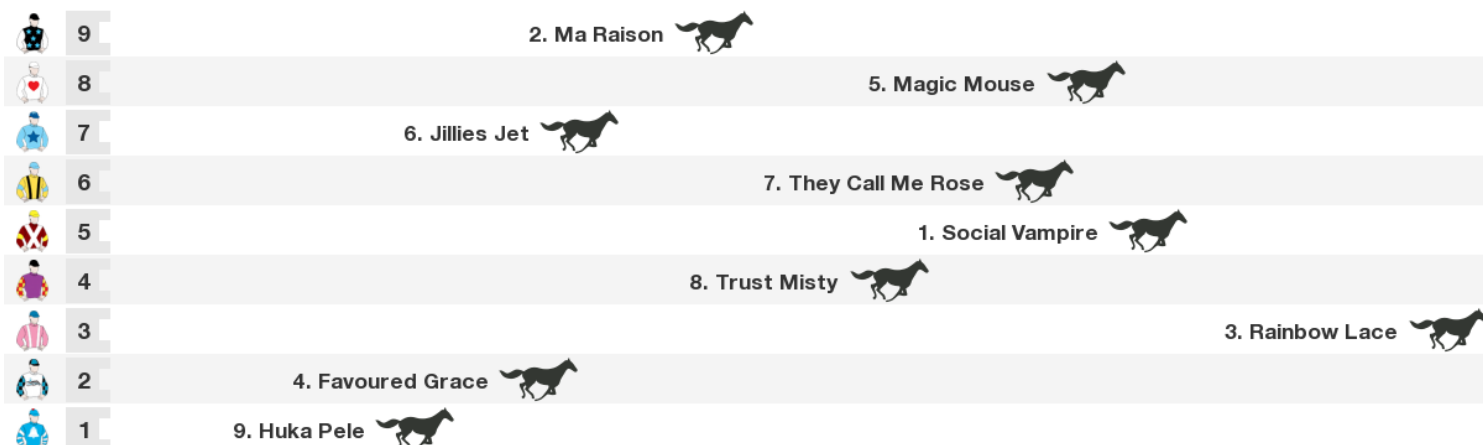 9 2. Ma Raison
8 5. Magic Mouse
7 6. Jillies Jet
6 7. They Call Me Rose
5 1. Social Vampire
4 8. Trust Misty
3 3. Rainbow Lace
2 4. Favoured Grace
1 9. Huka Pele